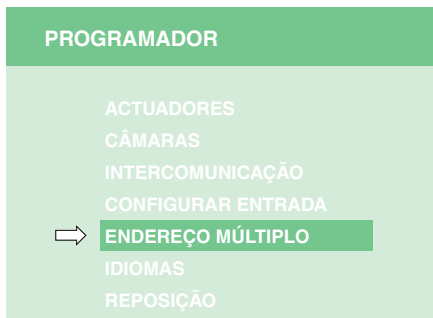 PROGRAMADOR
ACTUADORES
CÂMARAS
INTERCOMUNICAÇÃO
CONFIGURAR ENTRADA
ENDEREÇO MÚLTIPLO
IDIOMAS
REPOSIÇÃO